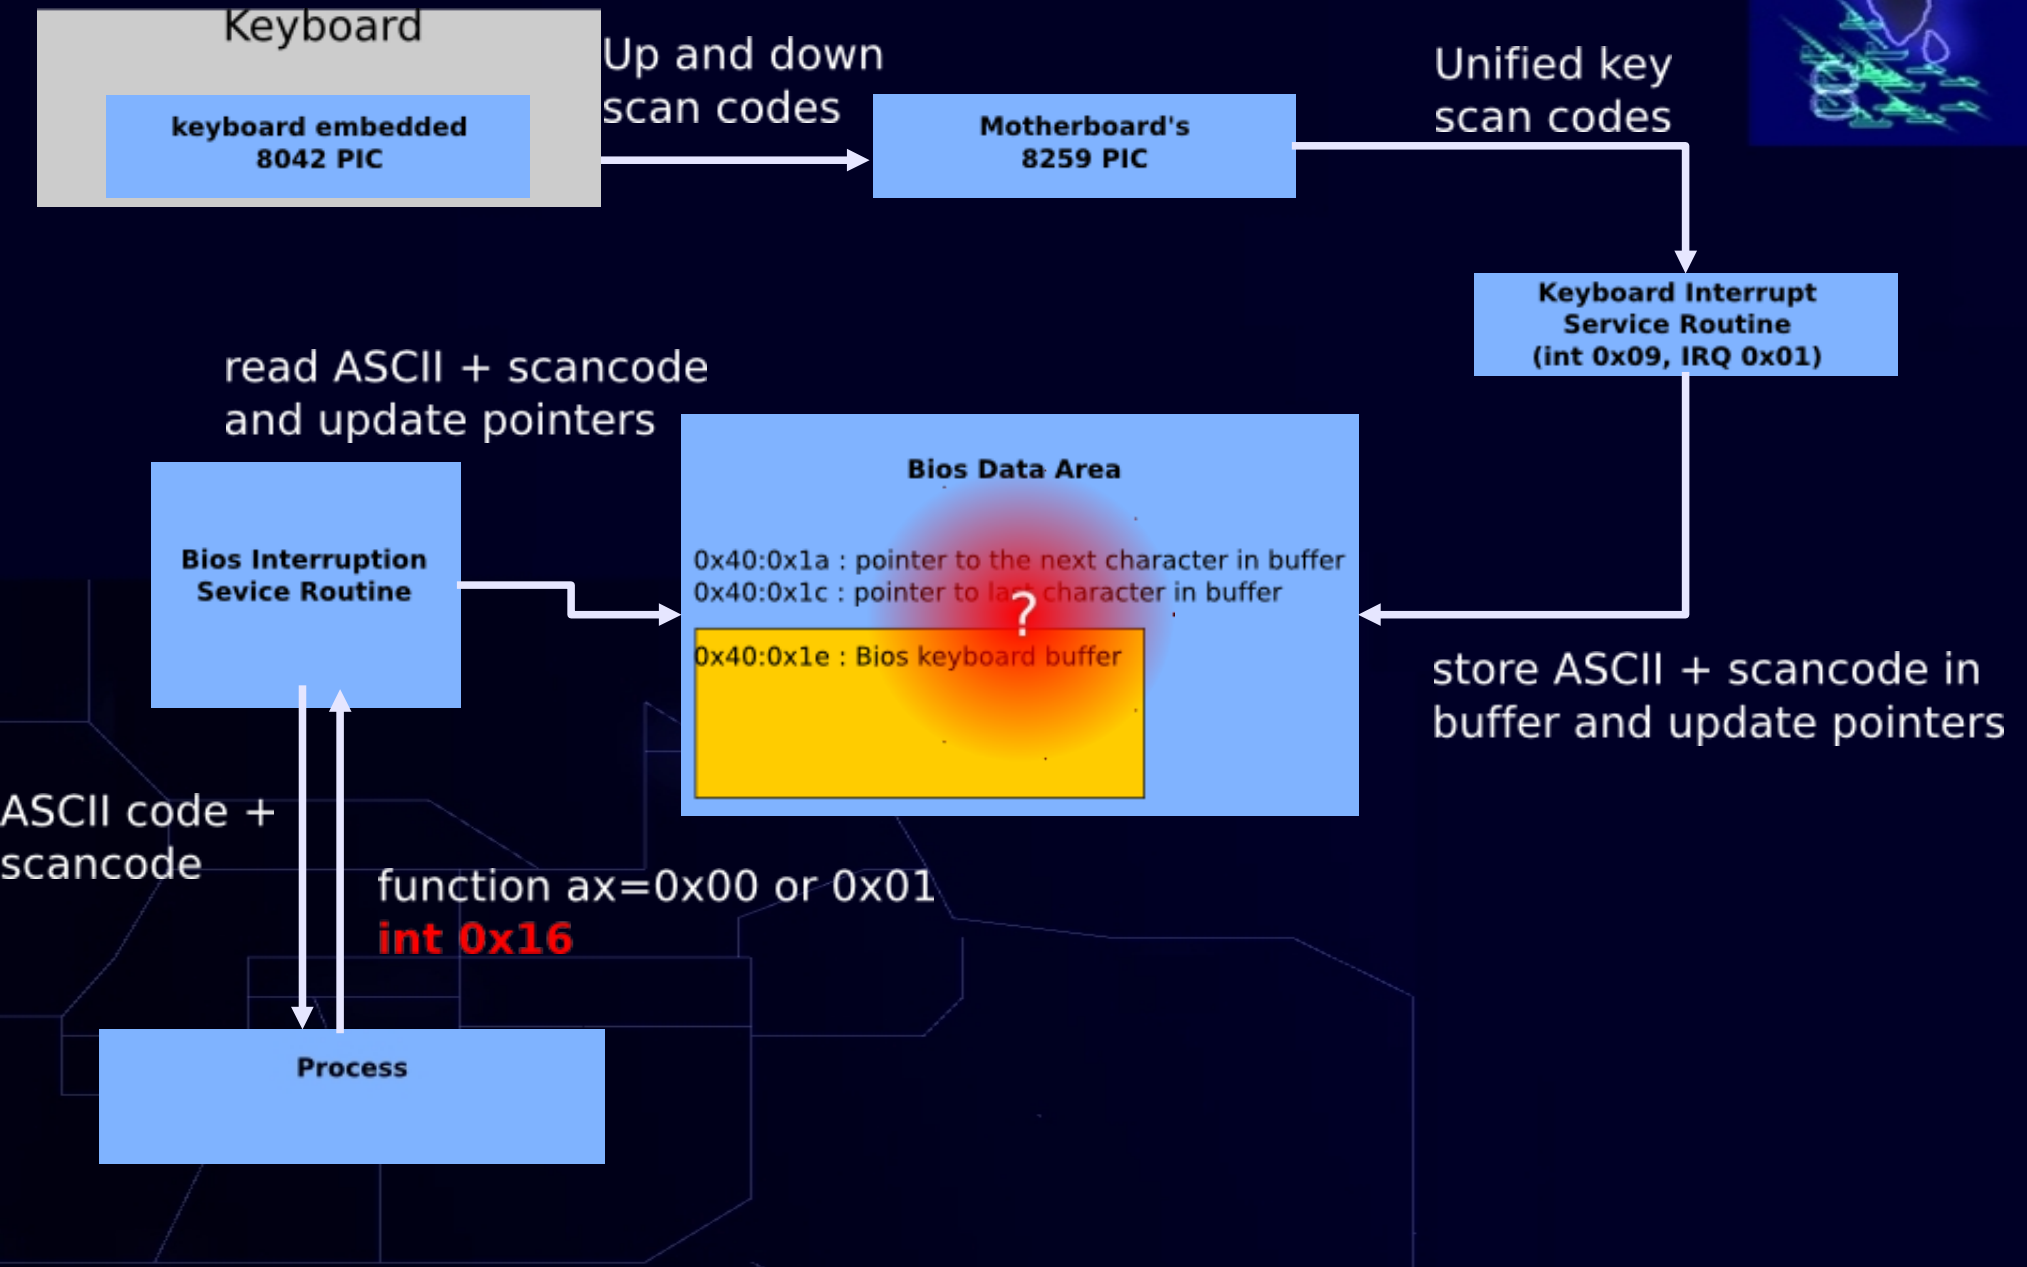 Keyboard
keyboard embedded
8042 PIC
Up and down
scan codes
Motherboard's
8259 PIC
Unified key
scan codes
Keyboard Interrupt
Service Routine
(int 0x09, IRQ 0x01)
read ASCII + scancode
and update pointers
Bios Data Area
0x40:0x1a : pointer to the next character in buffer
0x40:0x1c : pointer to last character in buffer
?
0x40:0x1e : Bios keyboard buffer
Bios Interruption
Sevice Routine
store ASCII + scancode in
buffer and update pointers
ASCII code +
scancode
function ax=0x00 or 0x01
int 0x16
Process